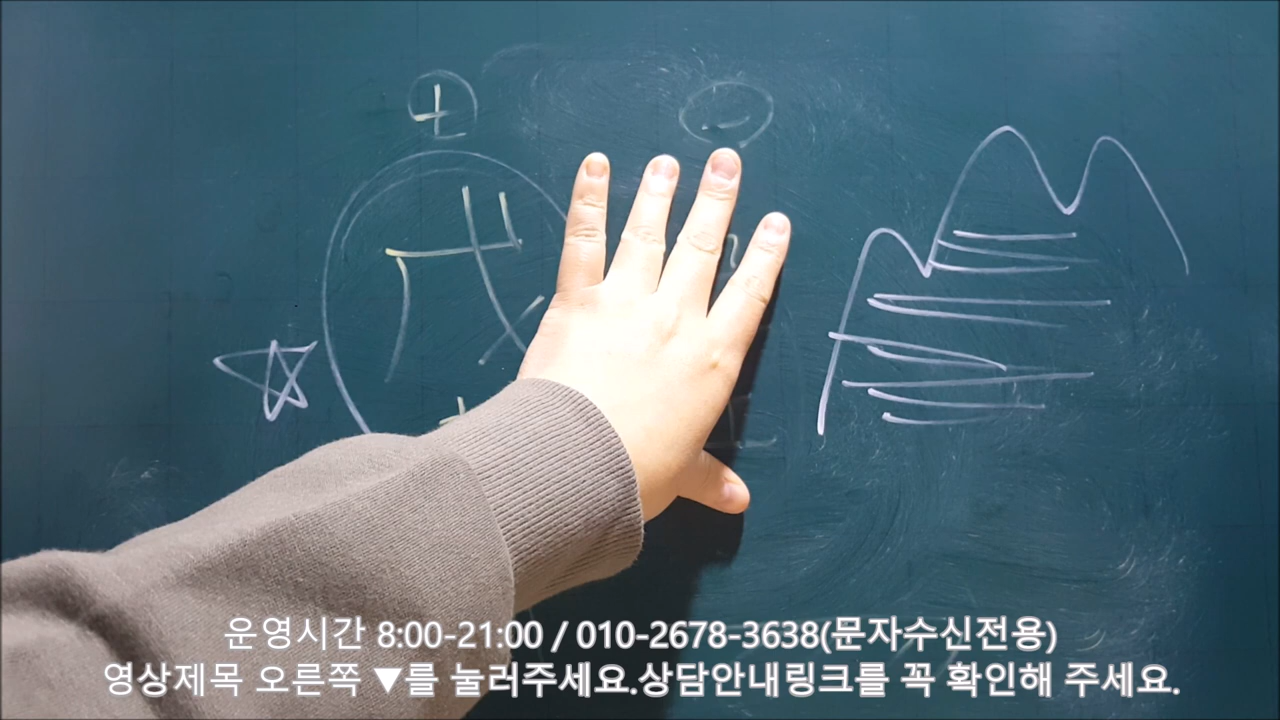 +
-
戊
운영시간 8:00-21:00 / 010-2678-3638(문자수신전용)
영상제목 오른쪽 ▼를 눌러주세요.상담안내링크를 꼭 확인해 주세요.